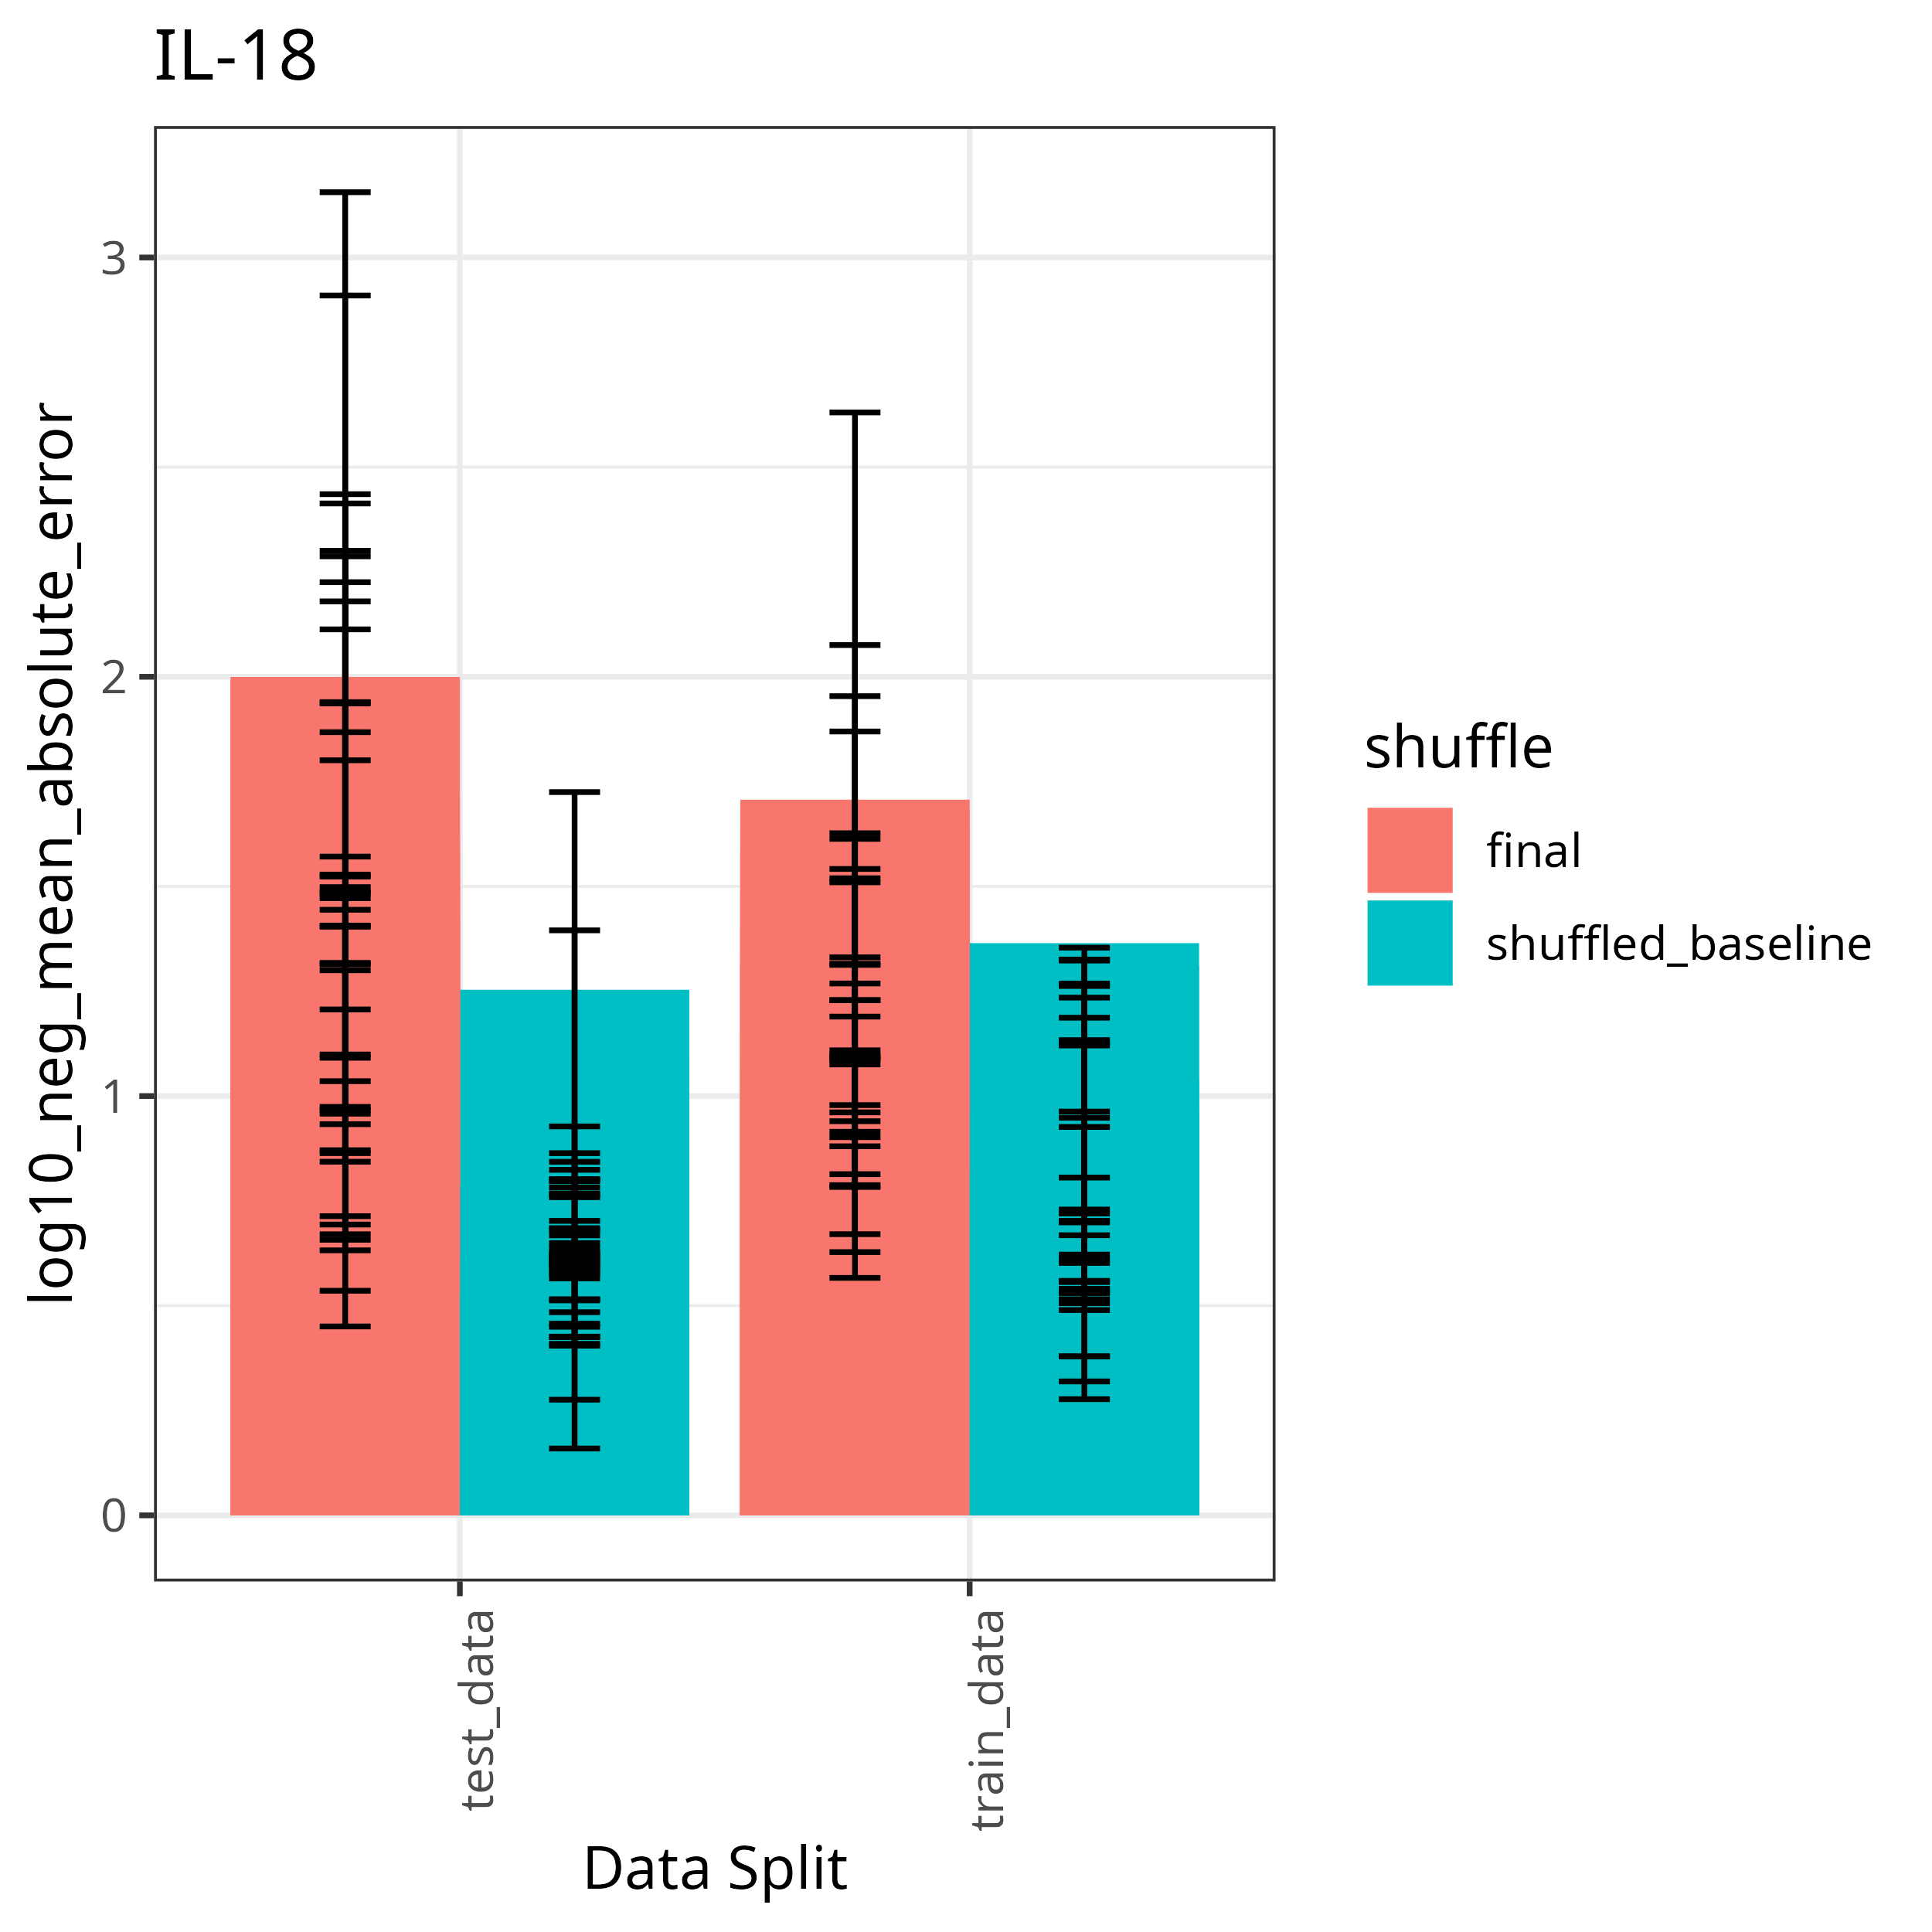 IL-18
log10_neg_mean_absolute_error
3
2
1
0
test_data
train_data
Data Split
shuffle
final
shuffled_baseline